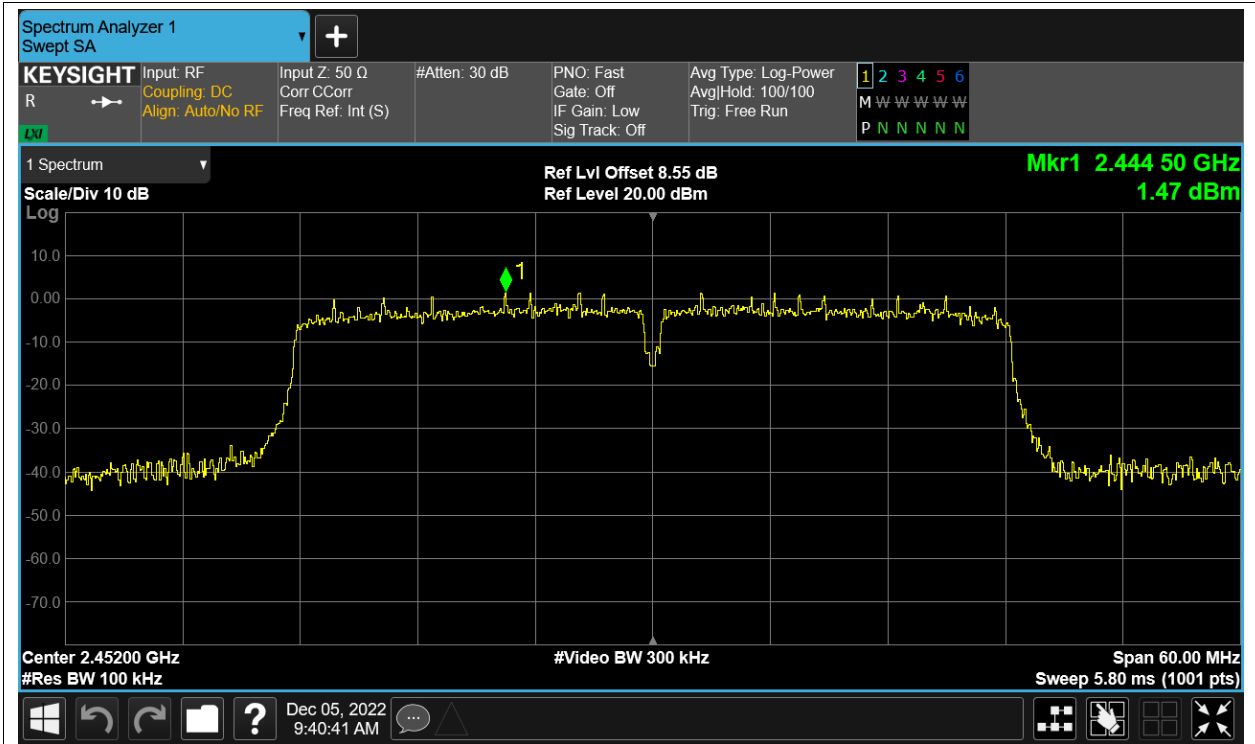 Spectrum Analyzer 1
Swept SA
KEYSIGHT
R
LXI
Input: RF
Coupling: DC
Align: Auto/No RF
Input Z: 50 Ω
Corr CCorr
Freq Ref: Int (S)
#Atten: 30 dB
PNO: Fast
Gate: Off
IF Gain: Low
Sig Track: Off
Avg Type: Log-Power
Avg|Hold: 100/100
Trig: Free Run
1 2 3 4 5 6
M W W W W W W
P N N N N N N
1 Spectrum
Scale/Div 10 dB
Log
Ref Lvl Offset 8.55 dB
Ref Level 20.00 dBm
Mkr1 2.444 50 GHz
1.47 dBm
10.0
1
0.00
-10.0
-20.0
-30.0
-40.0
-50.0
-60.0
-70.0
Center 2.45200 GHz
#Res BW 100 kHz
#Video BW 300 kHz
Span 60.00 MHz
Sweep 5.80 ms (1001 pts)
?
Dec 05, 2022
9:40:41 AM